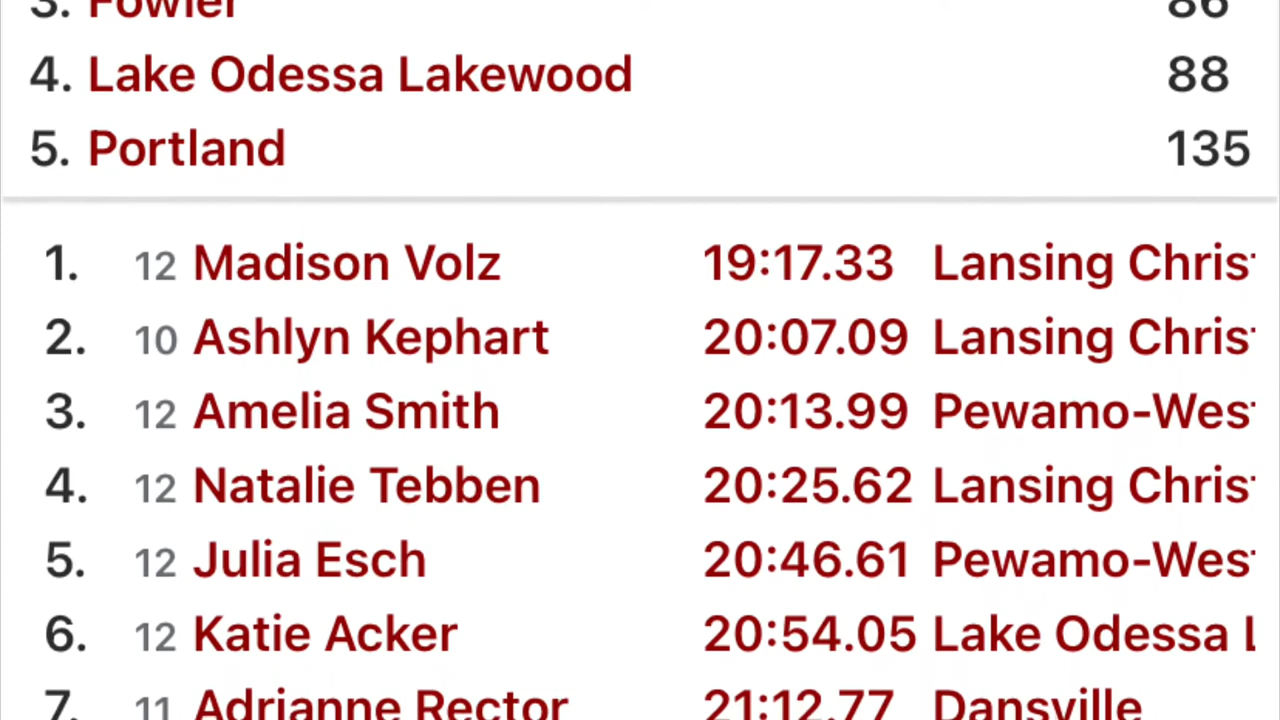 3. Fowler 86
4. Lake Odessa Lakewood 88
5. Portland 135
1. 12 Madison Volz 19:17.33 Lansing Chris
2. 10 Ashlyn Kephart 20:07.09 Lansing Chris
3. 12 Amelia Smith 20:13.99 Pewamo-Wes
4. 12 Natalie Tebben 20:25.62 Lansing Chris
5. 12 Julia Esch 20:46.61 Pewamo-Wes
6. 12 Katie Acker 20:54.05 Lake Odessa L
7. 11 Adrianne Rector 21:12.77 Dansville